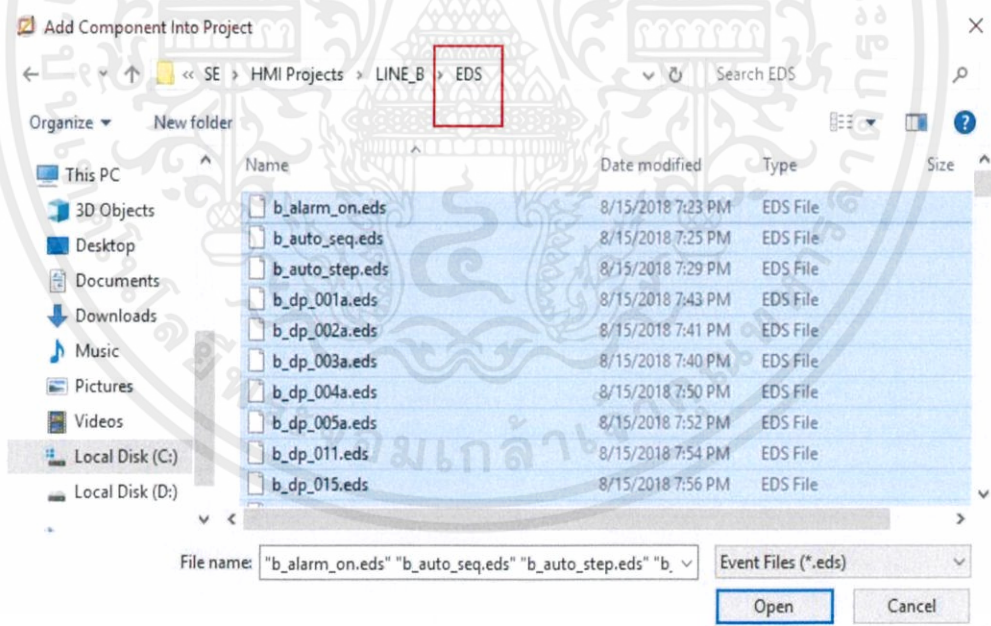 Add Component Into Project
« SE > HMI Projects > LINE_B > EDS
Search EDS
Organize
New folder
Name Date modified Type Size
This PC
3D Objects
Desktop
Documents
Downloads
Music
Pictures
Videos
Local Disk (C:)
Local Disk (D:)
b_alarm_on.eds 8/15/2018 7:23 PM EDS File
b_auto_seq.eds 8/15/2018 7:25 PM EDS File
b_auto_step.eds 8/15/2018 7:29 PM EDS File
b_dp_001a.eds 8/15/2018 7:43 PM EDS File
b_dp_002a.eds 8/15/2018 7:41 PM EDS File
b_dp_003a.eds 8/15/2018 7:40 PM EDS File
b_dp_004a.eds 8/15/2018 7:50 PM EDS File
b_dp_005a.eds 8/15/2018 7:52 PM EDS File
b_dp_011.eds 8/15/2018 7:54 PM EDS File
b_dp_015.eds 8/15/2018 7:56 PM EDS File
File name: "b_alarm_on.eds" "b_auto_seq.eds" "b_auto_step.eds" "b_
Event Files (*.eds)
Open
Cancel